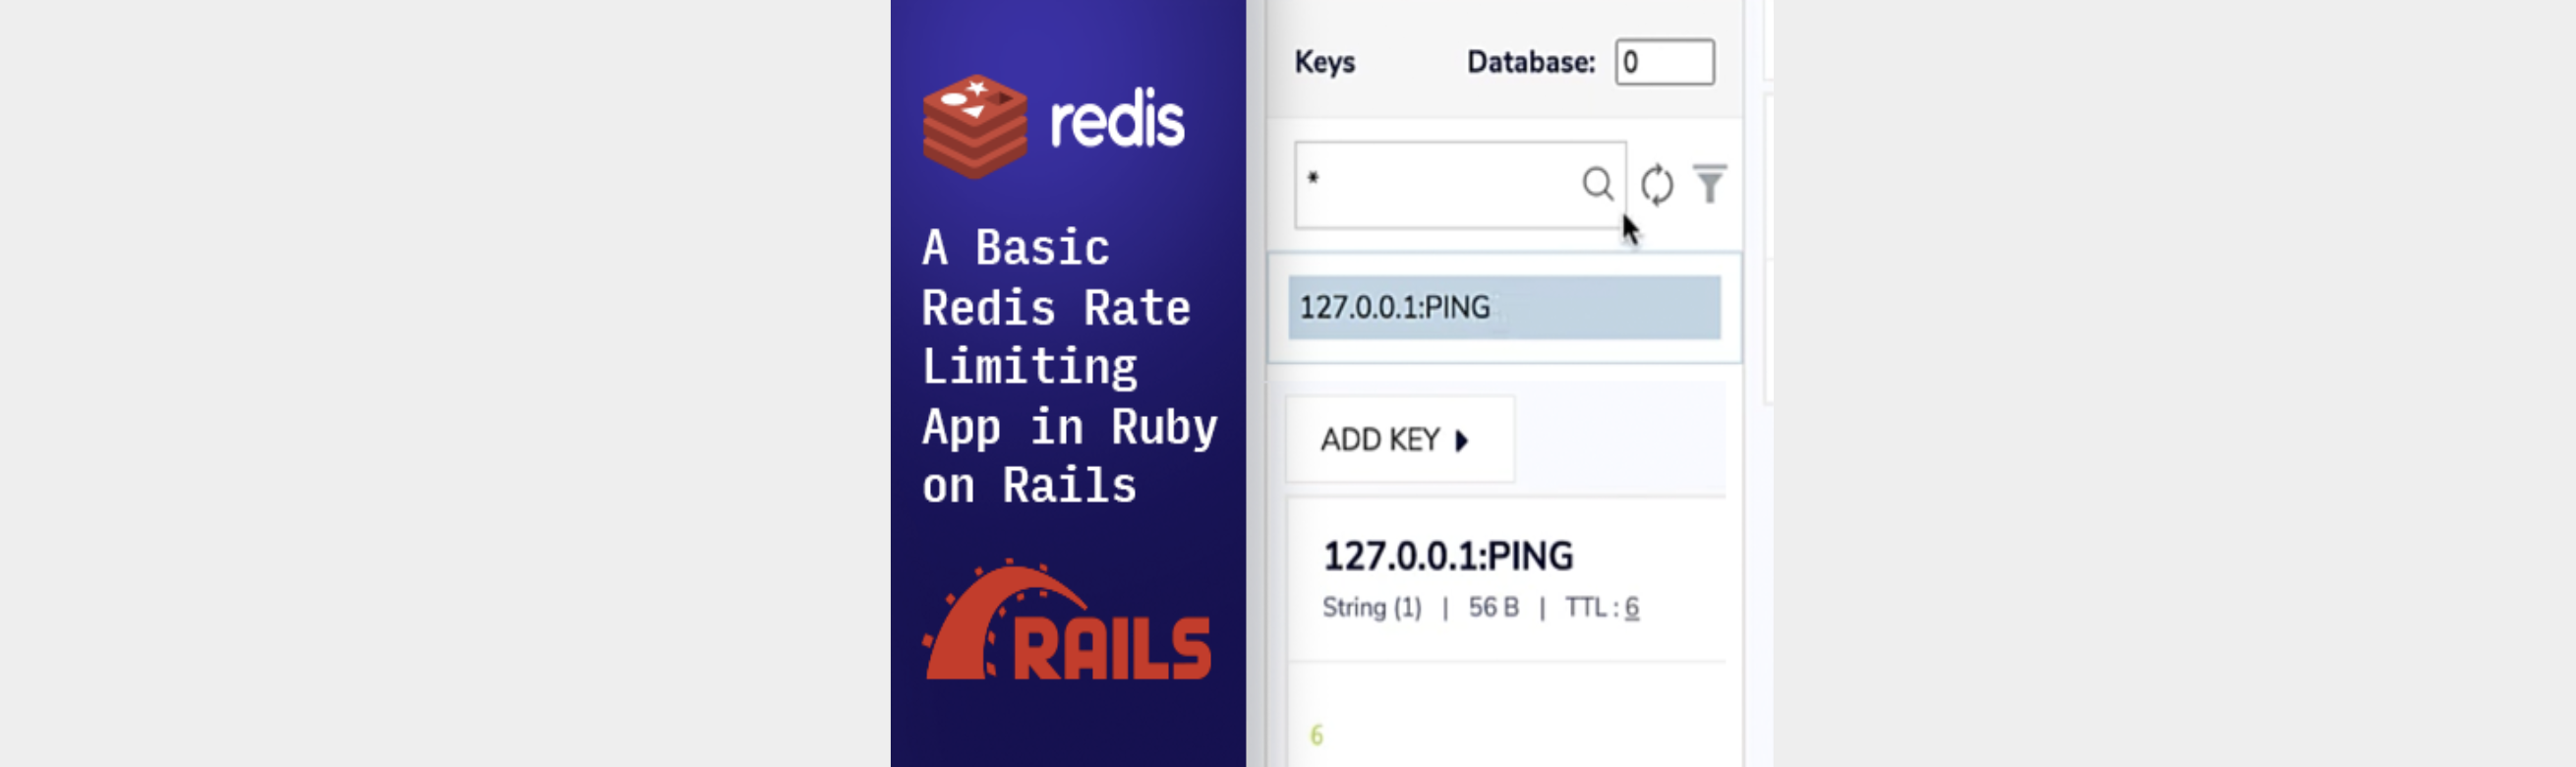 redis
A Basic
Redis Rate
Limiting
App in Ruby
on Rails
RAILS
Keys Database: 0
*
127.0.0.1:PING
ADD KEY
127.0.0.1:PING
String (1) | 56 B | TTL : 6
6